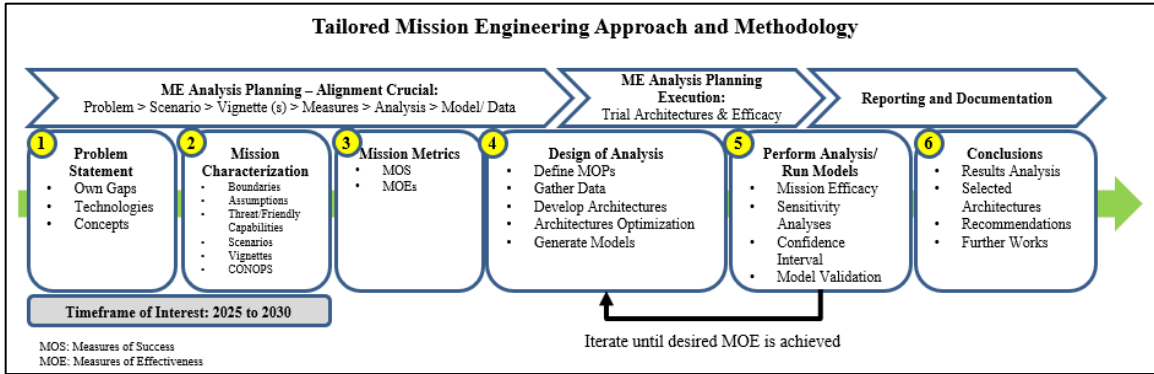 Tailored Mission Engineering Approach and Methodology
ME Analysis Planning – Alignment Crucial:
Problem > Scenario > Vignette (s) > Measures > Analysis > Model/ Data
ME Analysis Planning
Execution:
Trial Architectures & Efficacy
Reporting and Documentation
1
Problem
Statement
• Own Gaps
• Technologies
• Concepts
2
Mission
Characterization
• Boundaries
• Assumptions
• Threat/Friendly
Capabilities
• Scenarios
• Vignettes
• CONOPS
3
Mission Metrics
• MOS
• MOEs
4
Design of Analysis
• Define MOPs
• Gather Data
• Develop Architectures
• Architectures Optimization
• Generate Models
5
Perform Analysis/
Run Models
• Mission Efficacy
• Sensitivity
Analyses
• Confidence
Interval
• Model Validation
6
Conclusions
• Results Analysis
• Selected
Architectures
• Recommendations
• Further Works
Timeframe of Interest: 2025 to 2030
Iterate until desired MOE is achieved
MOS: Measures of Success
MOE: Measures of Effectiveness